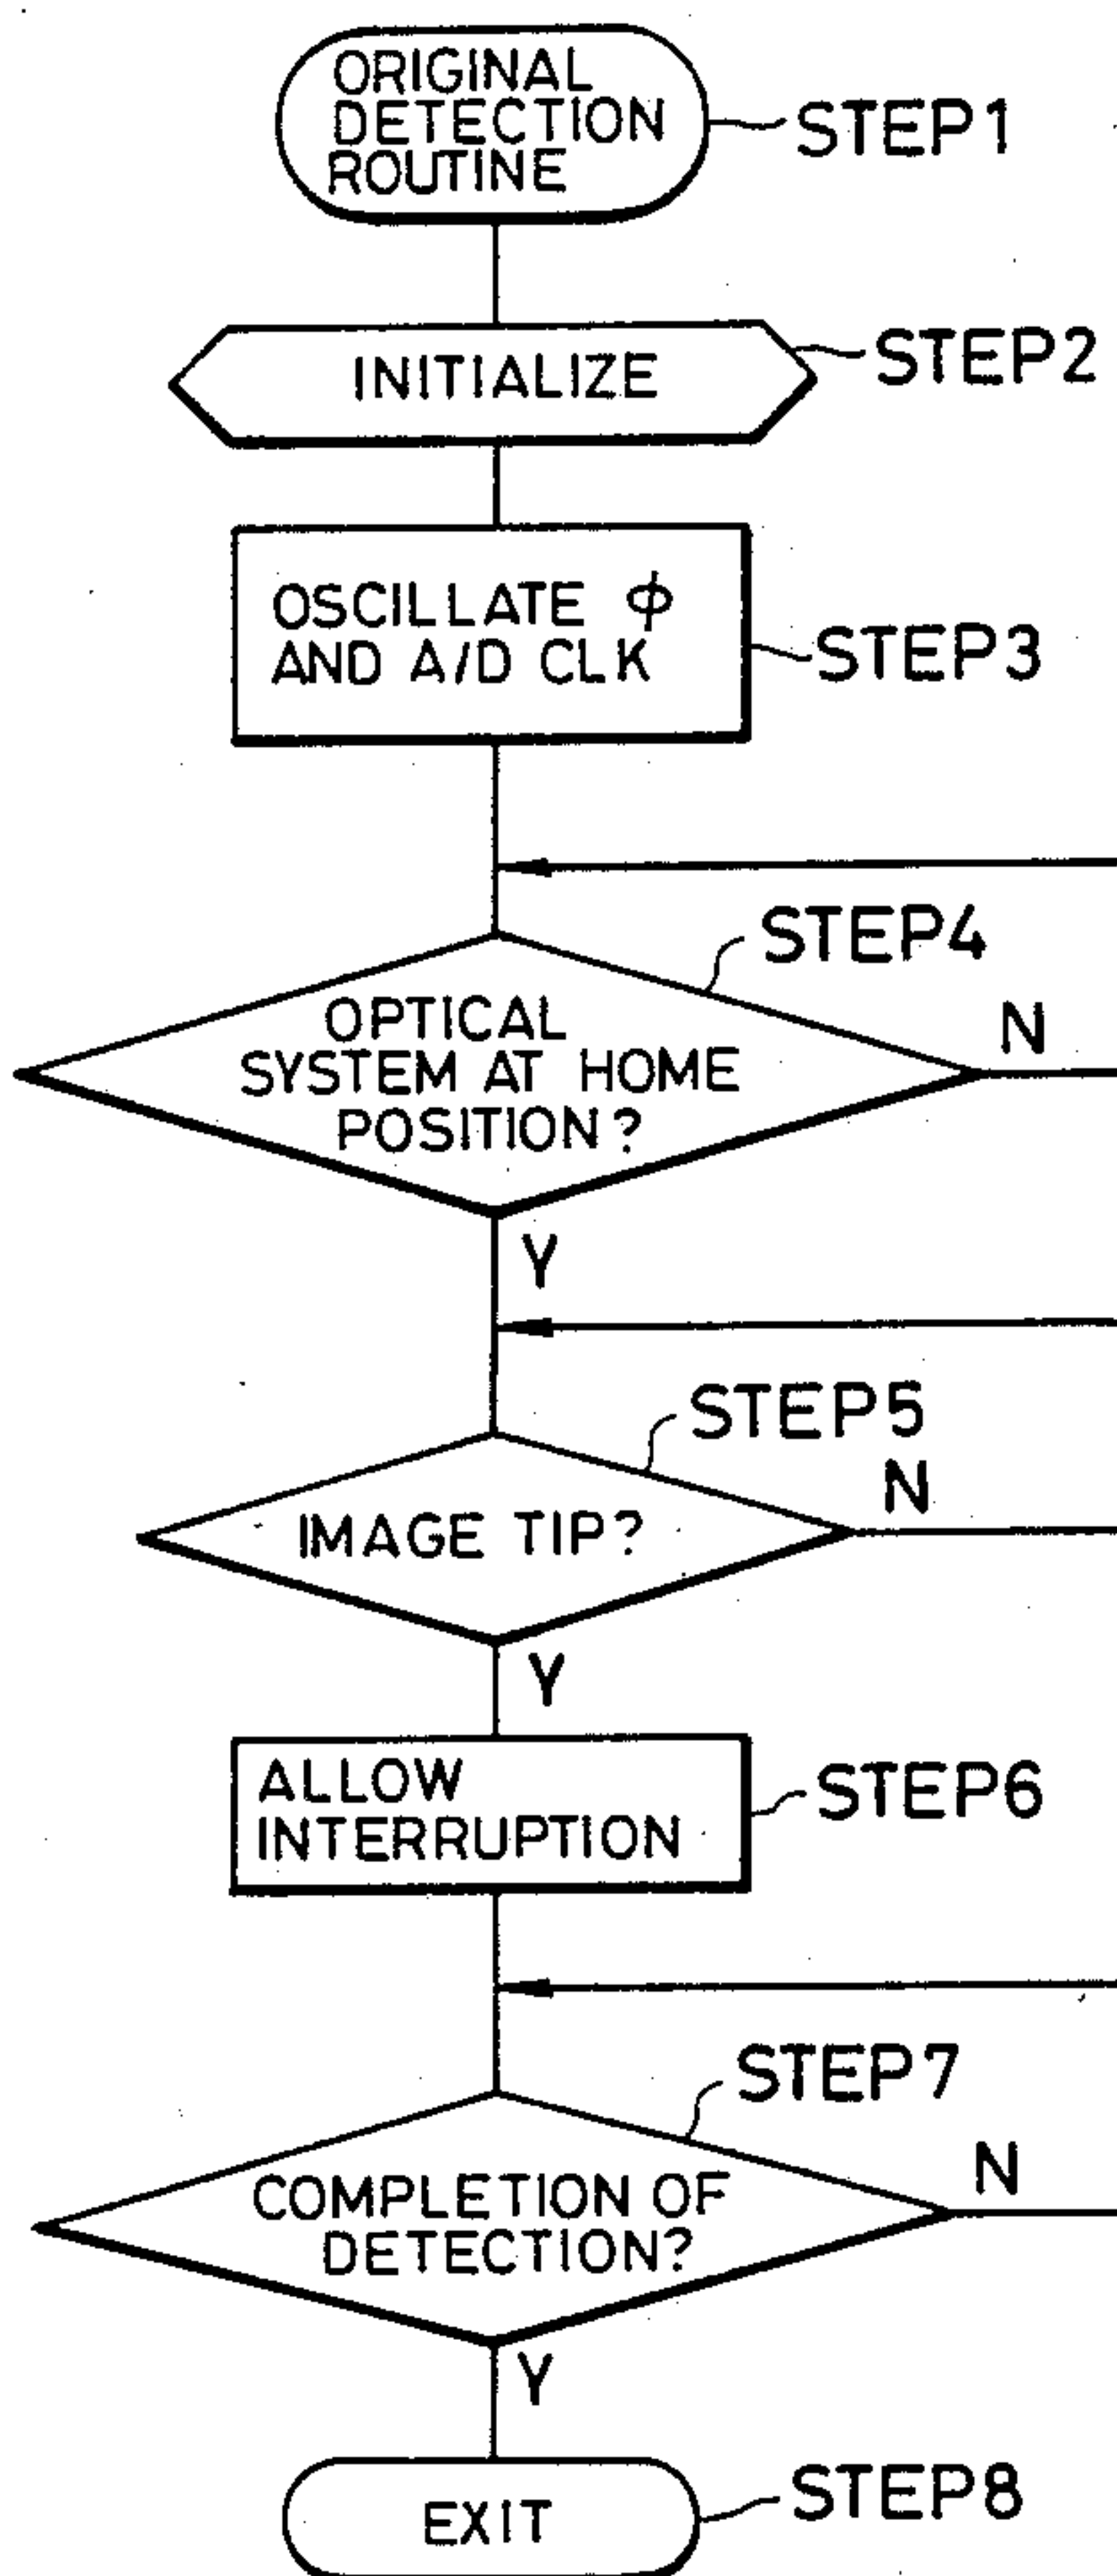 ORIGINAL
DETECTION
ROUTINE
STEP1
INITIALIZE
STEP2
OSCILLATE ϕ
AND A/D CLK
STEP3
STEP4
OPTICAL
SYSTEM AT HOME
POSITION?
N
Y
STEP5
IMAGE TIP?
N
Y
ALLOW
INTERRUPTION
STEP6
STEP7
COMPLETION OF
DETECTION?
N
Y
EXIT
STEP8